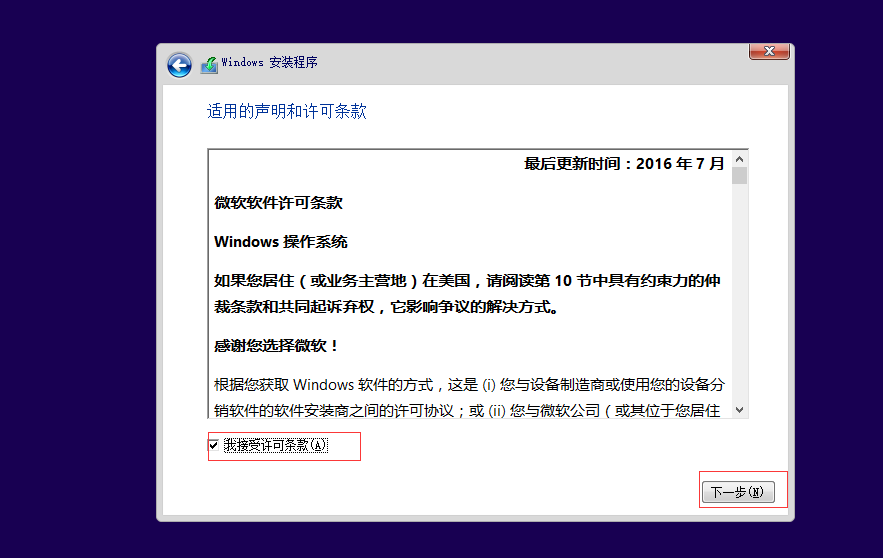 Windows 安装程序
适用的声明和许可条款
最后更新时间：2016 年 7 月
微软软件许可条款
Windows 操作系统
如果您居住（或业务主营地）在美国，请阅读第 10 节中具有约束力的仲
裁条款和共同起诉弃权，它影响争议的解决方式。
感谢您选择微软！
根据您获取 Windows 软件的方式，这是 (i) 您与设备制造商或使用您的设备分
销软件的软件安装商之间的许可协议；或 (ii) 您与微软公司（或其位于您居住
我接受许可条款(A)
下一步(N)